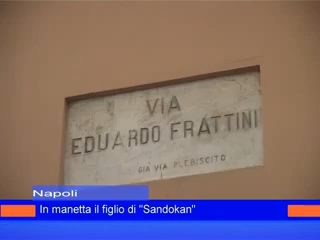 VIA
EDUARDO FRATTINI
GIÀ VIA PLEBISCITO
Napoli
In manetta il figlio di "Sandokan"